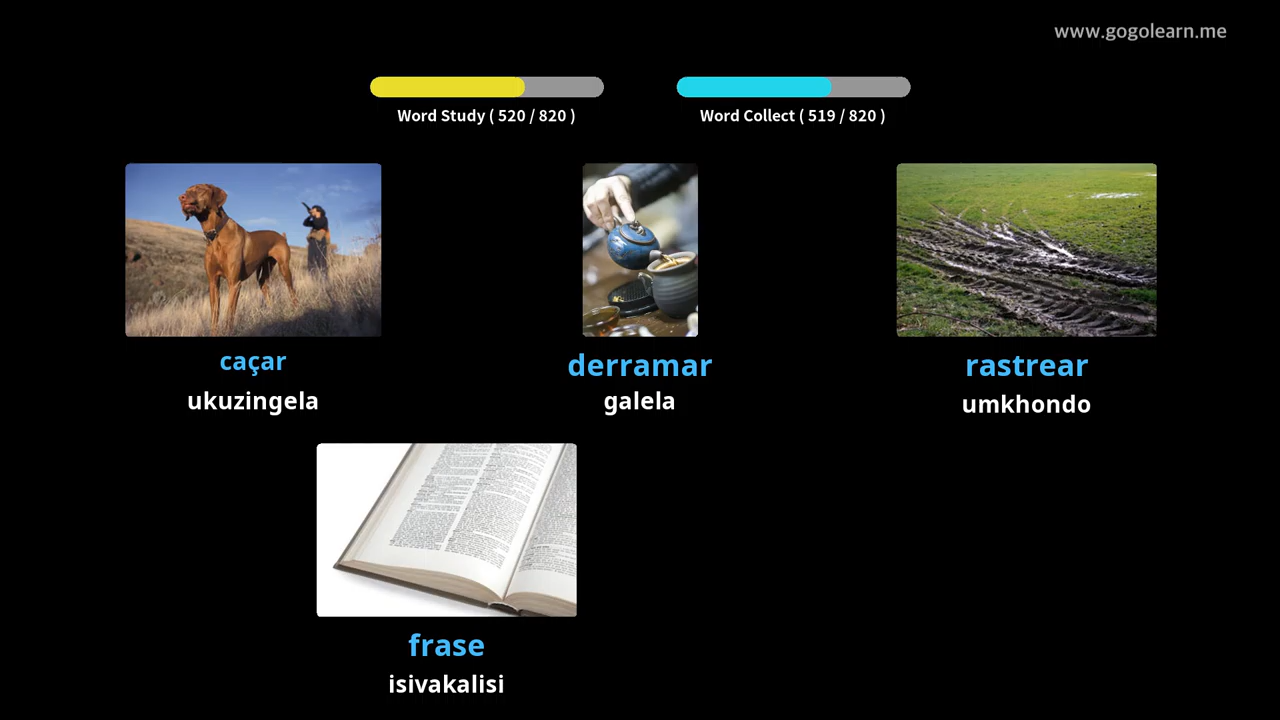 www.gogolearn.me
Word Study ( 520 / 820 )
Word Collect ( 519 / 820 )
caçar
derramar
rastrear
ukuzingela
galela
umkhondo
frase
isivakalisi